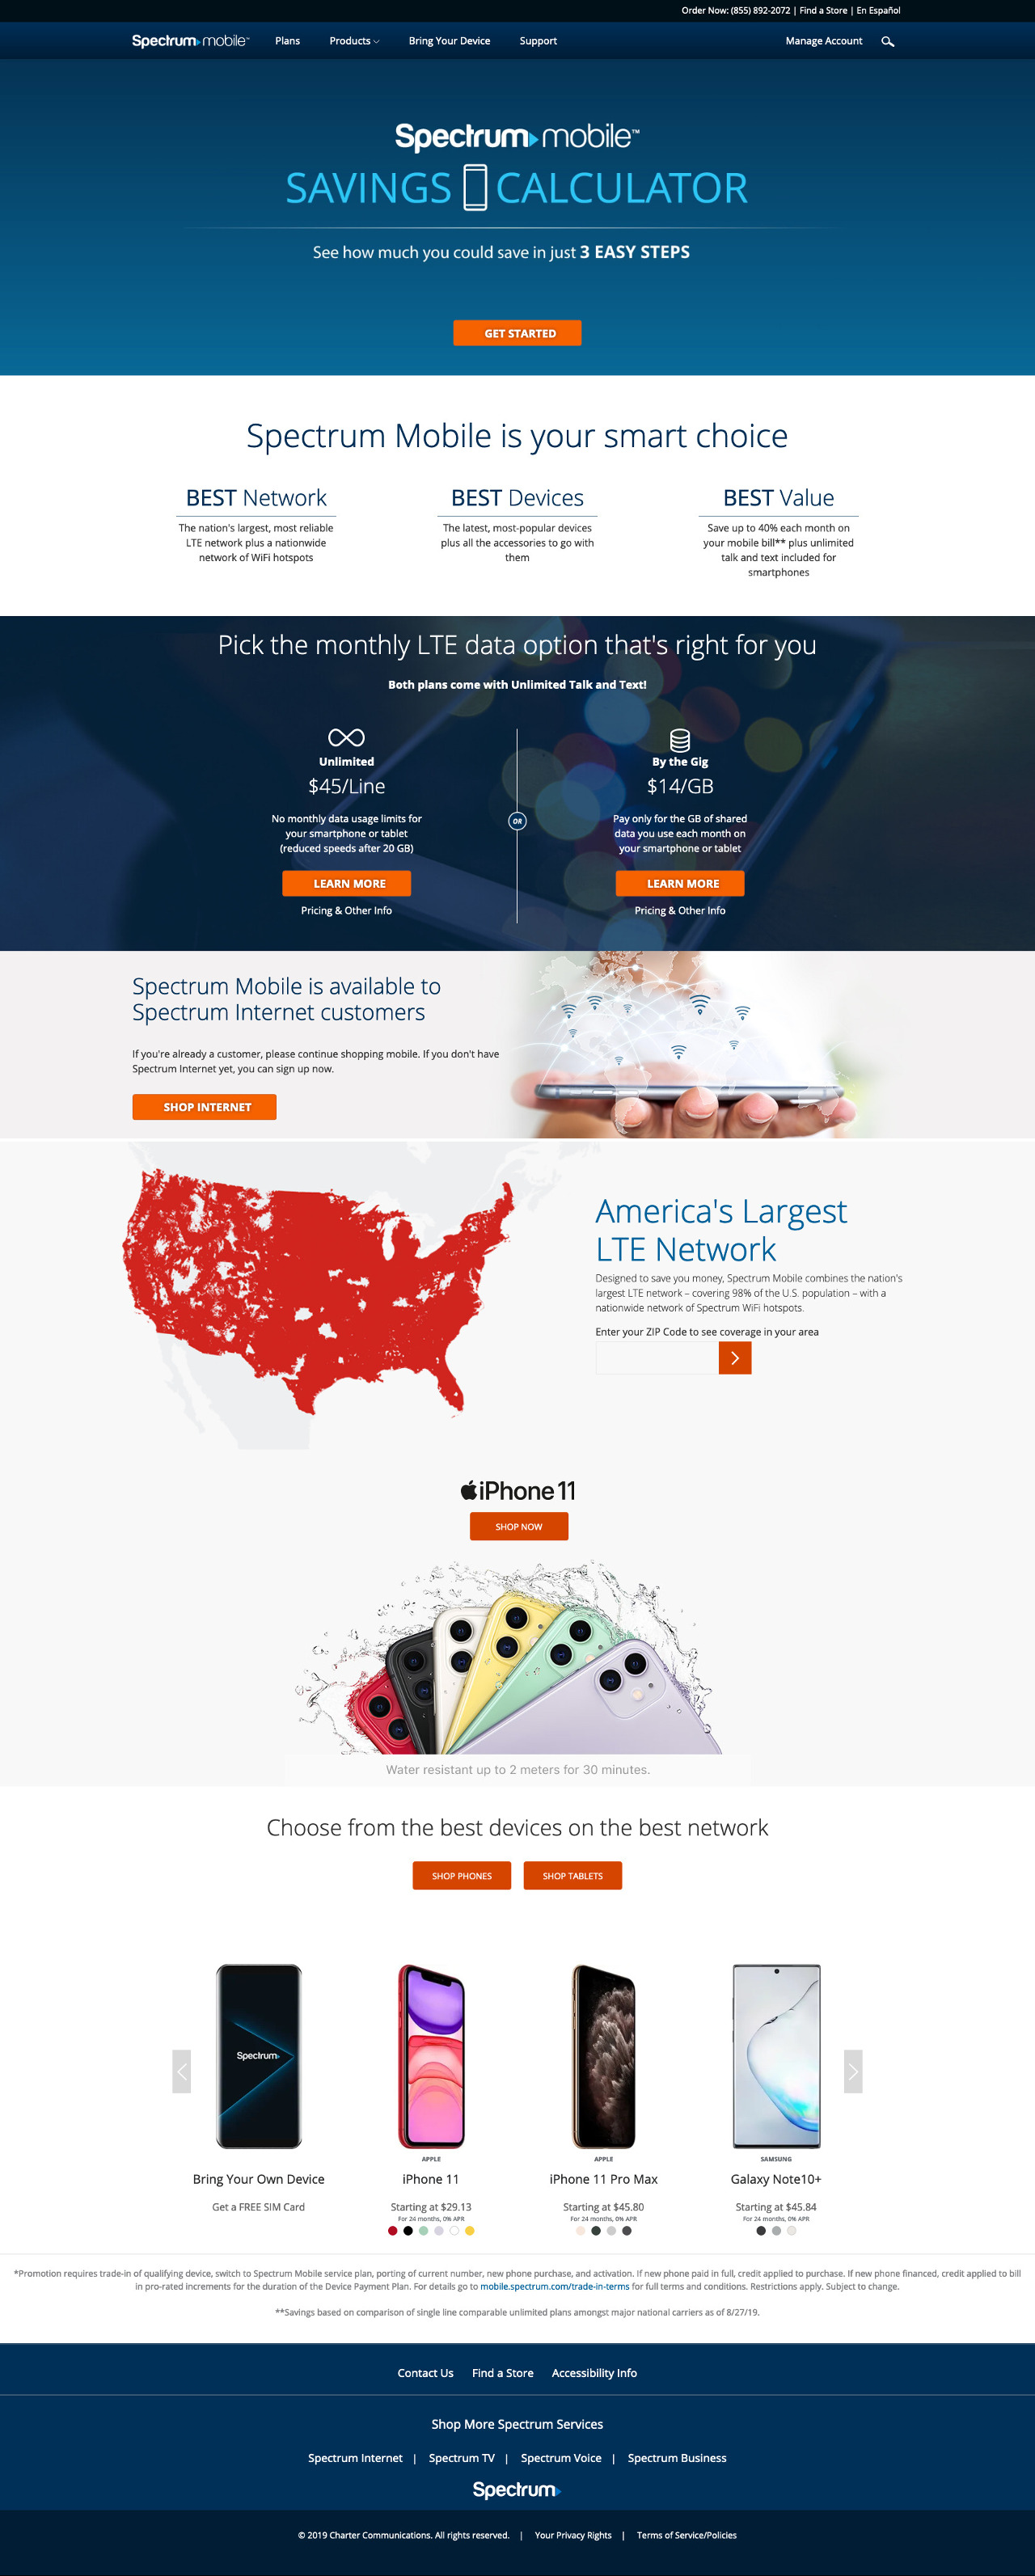 Order Now: (855) 892-2072 | Find a Store | En Español
Spectrum mobile™ Plans Products Bring Your Device Support Manage Account
Spectrum mobile™
SAVINGS CALCULATOR
See how much you could save in just 3 EASY STEPS
GET STARTED
Spectrum Mobile is your smart choice
BEST Network
The nation's largest, most reliable
LTE network plus a nationwide
network of WiFi hotspots
BEST Devices
The latest, most-popular devices
plus all the accessories to go with
them
BEST Value
Save up to 40% each month on
your mobile bill** plus unlimited
talk and text included for
smartphones
Pick the monthly LTE data option that's right for you
Both plans come with Unlimited Talk and Text!
Unlimited
$45/Line
No monthly data usage limits for
your smartphone or tablet
(reduced speeds after 20 GB)
LEARN MORE
Pricing & Other Info
OR
By the Gig
$14/GB
Pay only for the GB of shared
data you use each month on
your smartphone or tablet
LEARN MORE
Pricing & Other Info
Spectrum Mobile is available to
Spectrum Internet customers
If you're already a customer, please continue shopping mobile. If you don't have
Spectrum Internet yet, you can sign up now.
SHOP INTERNET
America's Largest
LTE Network
Designed to save you money, Spectrum Mobile combines the nation's
largest LTE network – covering 98% of the U.S. population – with a
nationwide network of Spectrum WiFi hotspots.
Enter your ZIP Code to see coverage in your area
iPhone 11
SHOP NOW
Water resistant up to 2 meters for 30 minutes.
Choose from the best devices on the best network
SHOP PHONES SHOP TABLETS
Spectrum
Bring Your Own Device
Get a FREE SIM Card
APPLE
iPhone 11
Starting at $29.13
For 24 months, 0% APR
APPLE
iPhone 11 Pro Max
Starting at $45.80
For 24 months, 0% APR
SAMSUNG
Galaxy Note10+
Starting at $45.84
For 24 months, 0% APR
*Promotion requires trade-in of qualifying device, switch to Spectrum Mobile service plan, porting of current number, new phone purchase, and activation. If new phone paid in full, credit applied to purchase. If new phone financed, credit applied to bill
in pro-rated increments for the duration of the Device Payment Plan. For details go to mobile.spectrum.com/trade-in-terms for full terms and conditions. Restrictions apply. Subject to change.
**Savings based on comparison of single line comparable unlimited plans amongst major national carriers as of 8/27/19.
Contact Us Find a Store Accessibility Info
Shop More Spectrum Services
Spectrum Internet | Spectrum TV | Spectrum Voice | Spectrum Business
Spectrum
© 2019 Charter Communications. All rights reserved. | Your Privacy Rights | Terms of Service/Policies